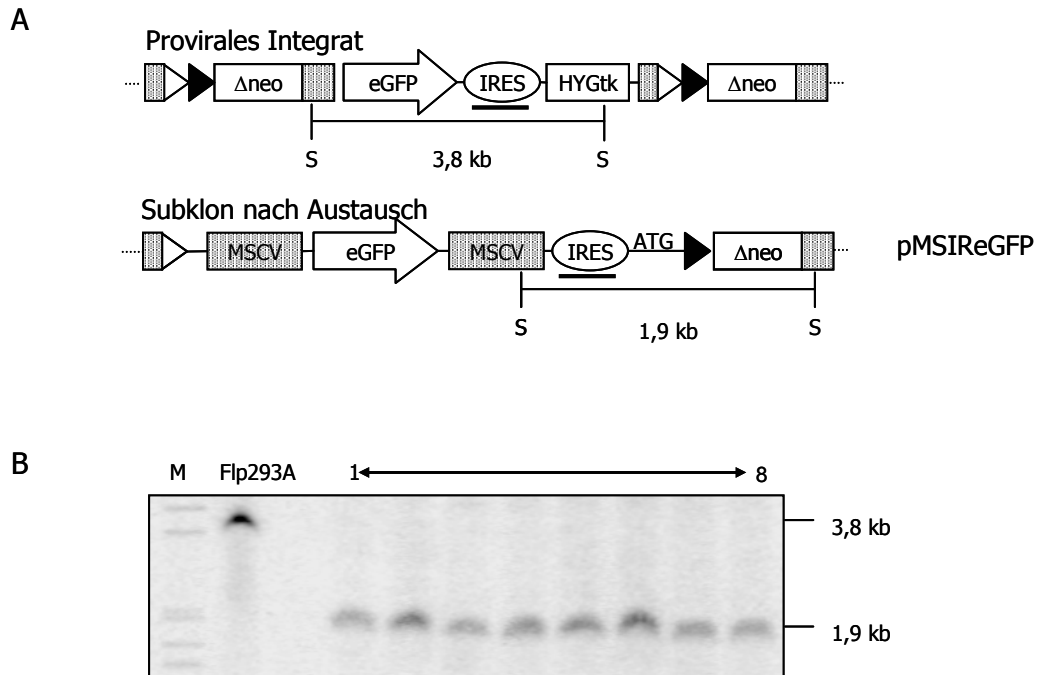 A
Provirales Integrat
Δneo eGFP IRES HYGtk Δneo
S 3,8 kb S
Subklon nach Austausch
MSCV eGFP MSCV IRES ATG Δneo pMSIReGFP
S 1,9 kb S
B
M Flp293A 1 8
3,8 kb
1,9 kb